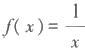 f( x ) = 1/x